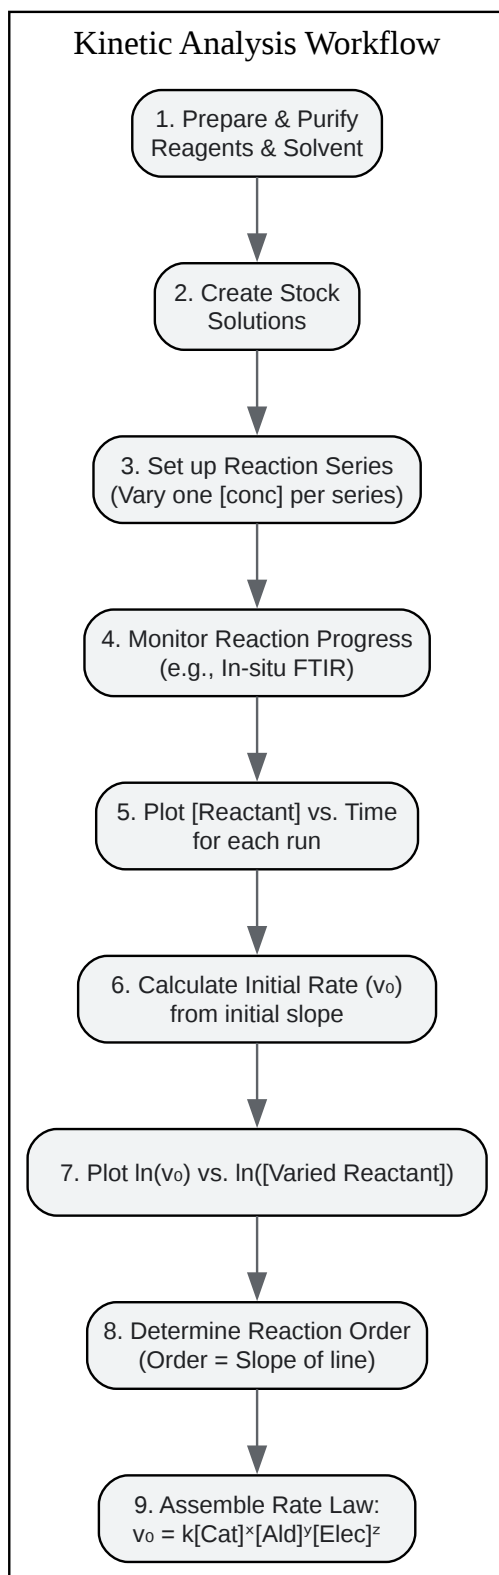 Kinetic Analysis Workflow
1. Prepare & Purify
Reagents & Solvent
2. Create Stock
Solutions
3. Set up Reaction Series
(Vary one [conc] per series)
4. Monitor Reaction Progress
(e.g., In-situ FTIR)
5. Plot [Reactant] vs. Time
for each run
6. Calculate Initial Rate (v₀)
from initial slope
7. Plot ln(v₀) vs. ln([Varied Reactant])
8. Determine Reaction Order
(Order = Slope of line)
9. Assemble Rate Law:
v₀ = k[Cat]ˣ[Ald]ʸ[Elec]ᶻ